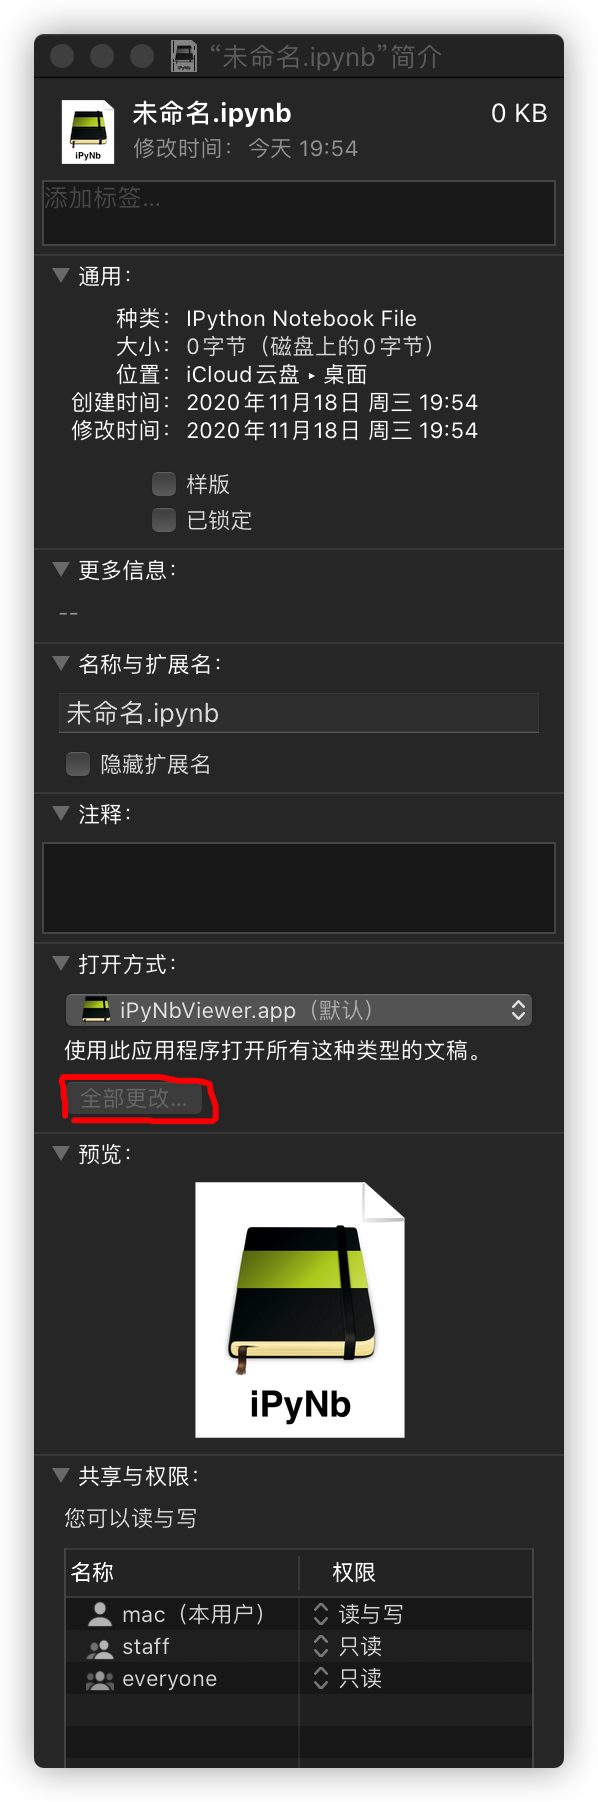 “未命名.ipynb”简介
未命名.ipynb 0 KB
修改时间：今天 19:54
添加标签...
通用：
种类：IPython Notebook File
大小：0字节（磁盘上的0字节）
位置：iCloud云盘 ▸ 桌面
创建时间：2020年11月18日 周三 19:54
修改时间：2020年11月18日 周三 19:54
样版
已锁定
更多信息：
--
名称与扩展名：
未命名.ipynb
隐藏扩展名
注释：
打开方式：
iPyNbViewer.app（默认）
使用此应用程序打开所有这种类型的文稿。
全部更改...
预览：
iPyNb
共享与权限：
您可以读与写
名称 权限
mac（本用户） 读与写
staff 只读
everyone 只读